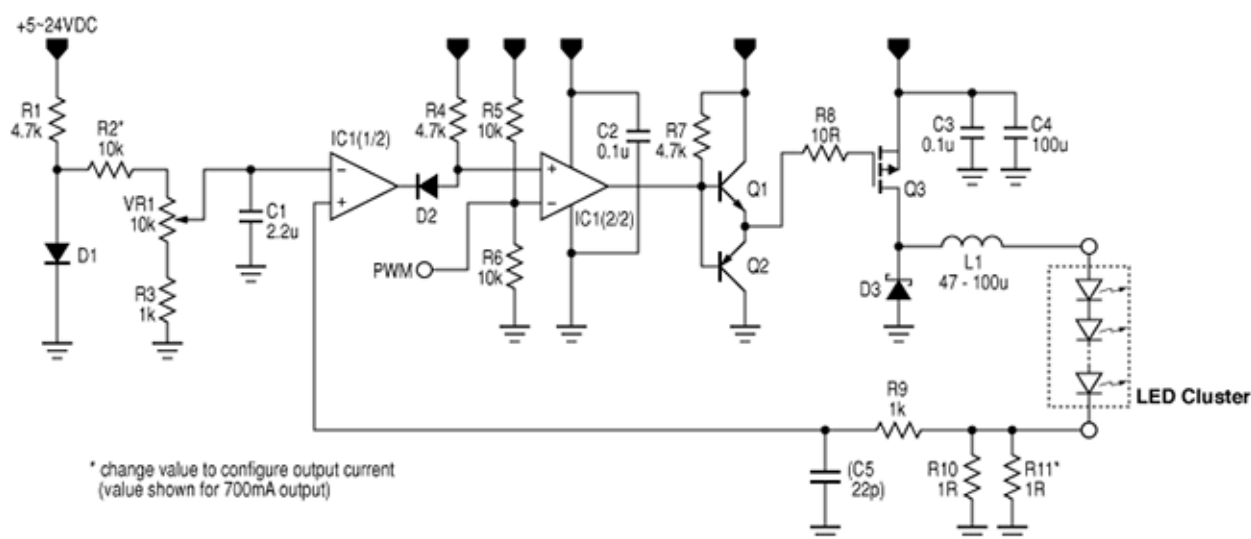 +5~24VDC
R1
4.7k
R2*
10k
VR1
10k
D1
R3
1k
C1
2.2u
IC1(1/2)
D2
R4
4.7k
R5
10k
PWM
R6
10k
C2
0.1u
IC1(2/2)
R7
4.7k
Q1
Q2
R8
10R
Q3
C3
0.1u
C4
100u
D3
L1
47 - 100u
LED Cluster
R9
1k
(C5
22p)
R10
1R
R11*
1R
* change value to configure output current
(value shown for 700mA output)